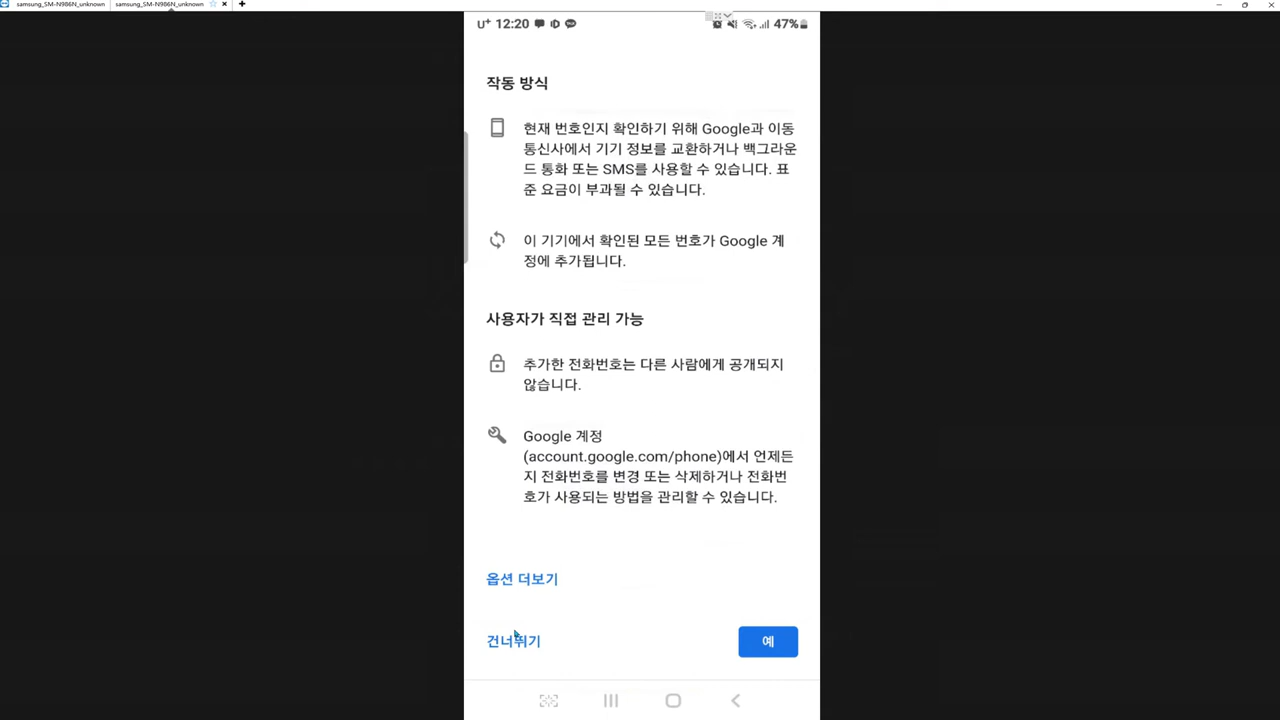 samsung_SM-N986N_unknown
samsung_SM-N986N_unknown
U+ 12:20
47%
작동 방식
현재 번호인지 확인하기 위해 Google과 이동
통신사에서 기기 정보를 교환하거나 백그라운
드 통화 또는 SMS를 사용할 수 있습니다. 표
준 요금이 부과될 수 있습니다.
이 기기에서 확인된 모든 번호가 Google 계
정에 추가됩니다.
사용자가 직접 관리 가능
추가한 전화번호는 다른 사람에게 공개되지
않습니다.
Google 계정
(account.google.com/phone)에서 언제든
지 전화번호를 변경 또는 삭제하거나 전화번
호가 사용되는 방법을 관리할 수 있습니다.
옵션 더보기
건너뛰기
예